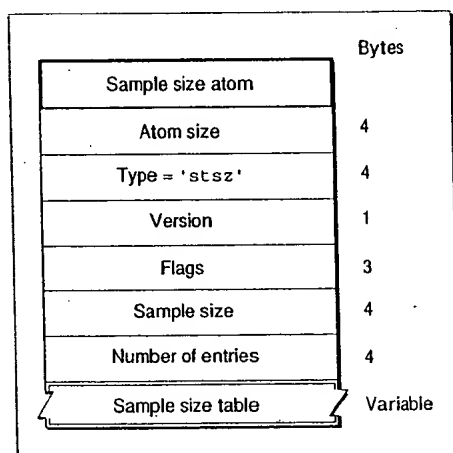 Bytes
Sample size atom
Atom size 4
Type = 'stsz' 4
Version 1
Flags 3
Sample size 4
Number of entries 4
Sample size table Variable